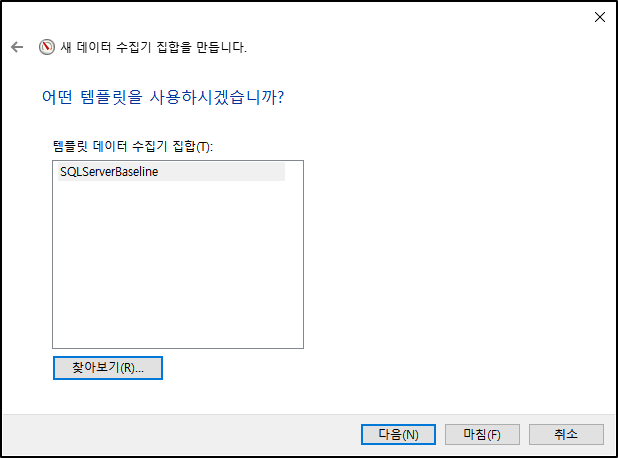 새 데이터 수집기 집합을 만듭니다.
어떤 템플릿을 사용하시겠습니까?
템플릿 데이터 수집기 집합(T):
SQLServerBaseline
찾아보기(R)...
다음(N) 마침(F) 취소